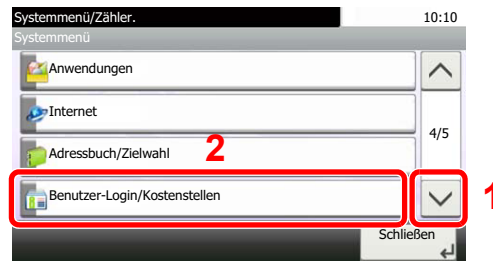 Systemmenü/Zähler. 10:10
Systemmenü
Anwendungen
Internet
4/5
Adressbuch/Zielwahl 2
Benutzer-Login/Kostenstellen 1
Schließen